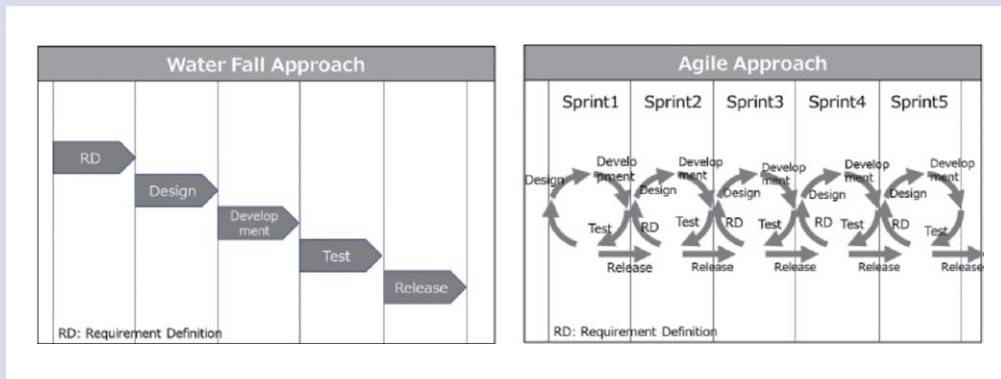 Water Fall Approach
RD
Design
Develop
ment
Test
Release
RD: Requirement Definition
Agile Approach
Sprint1
Sprint2
Sprint3
Sprint4
Sprint5
Design
Develo
pment
Test
Release
RD
Design
Develop
ment
Test
Release
RD
Design
Develop
ment
Test
Release
RD
Design
Develop
ment
Test
Release
RD
Design
Develop
ment
Test
Release
RD: Requirement Definition